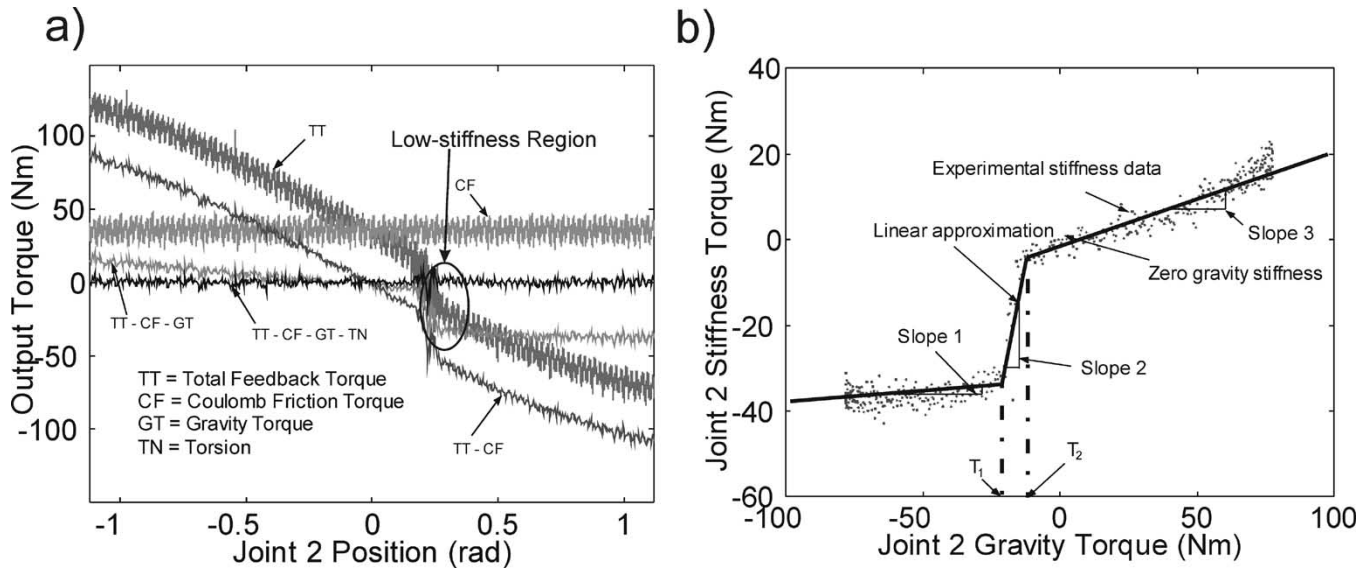 a)
Output Torque (Nm)
100
50
0
-50
-100
TT
Low-stiffness Region
CF
TT - CF - GT
TT - CF - GT - TN
TT = Total Feedback Torque
CF = Coulomb Friction Torque
GT = Gravity Torque
TN = Torsion
TT - CF
-1
-0.5
0
0.5
1
Joint 2 Position (rad)
b)
Joint 2 Stiffness Torque (Nm)
40
20
0
-20
-40
-60
Experimental stiffness data
Linear approximation
Slope 3
Zero gravity stiffness
Slope 1
Slope 2
T1
T2
-100
-50
0
50
100
Joint 2 Gravity Torque (Nm)